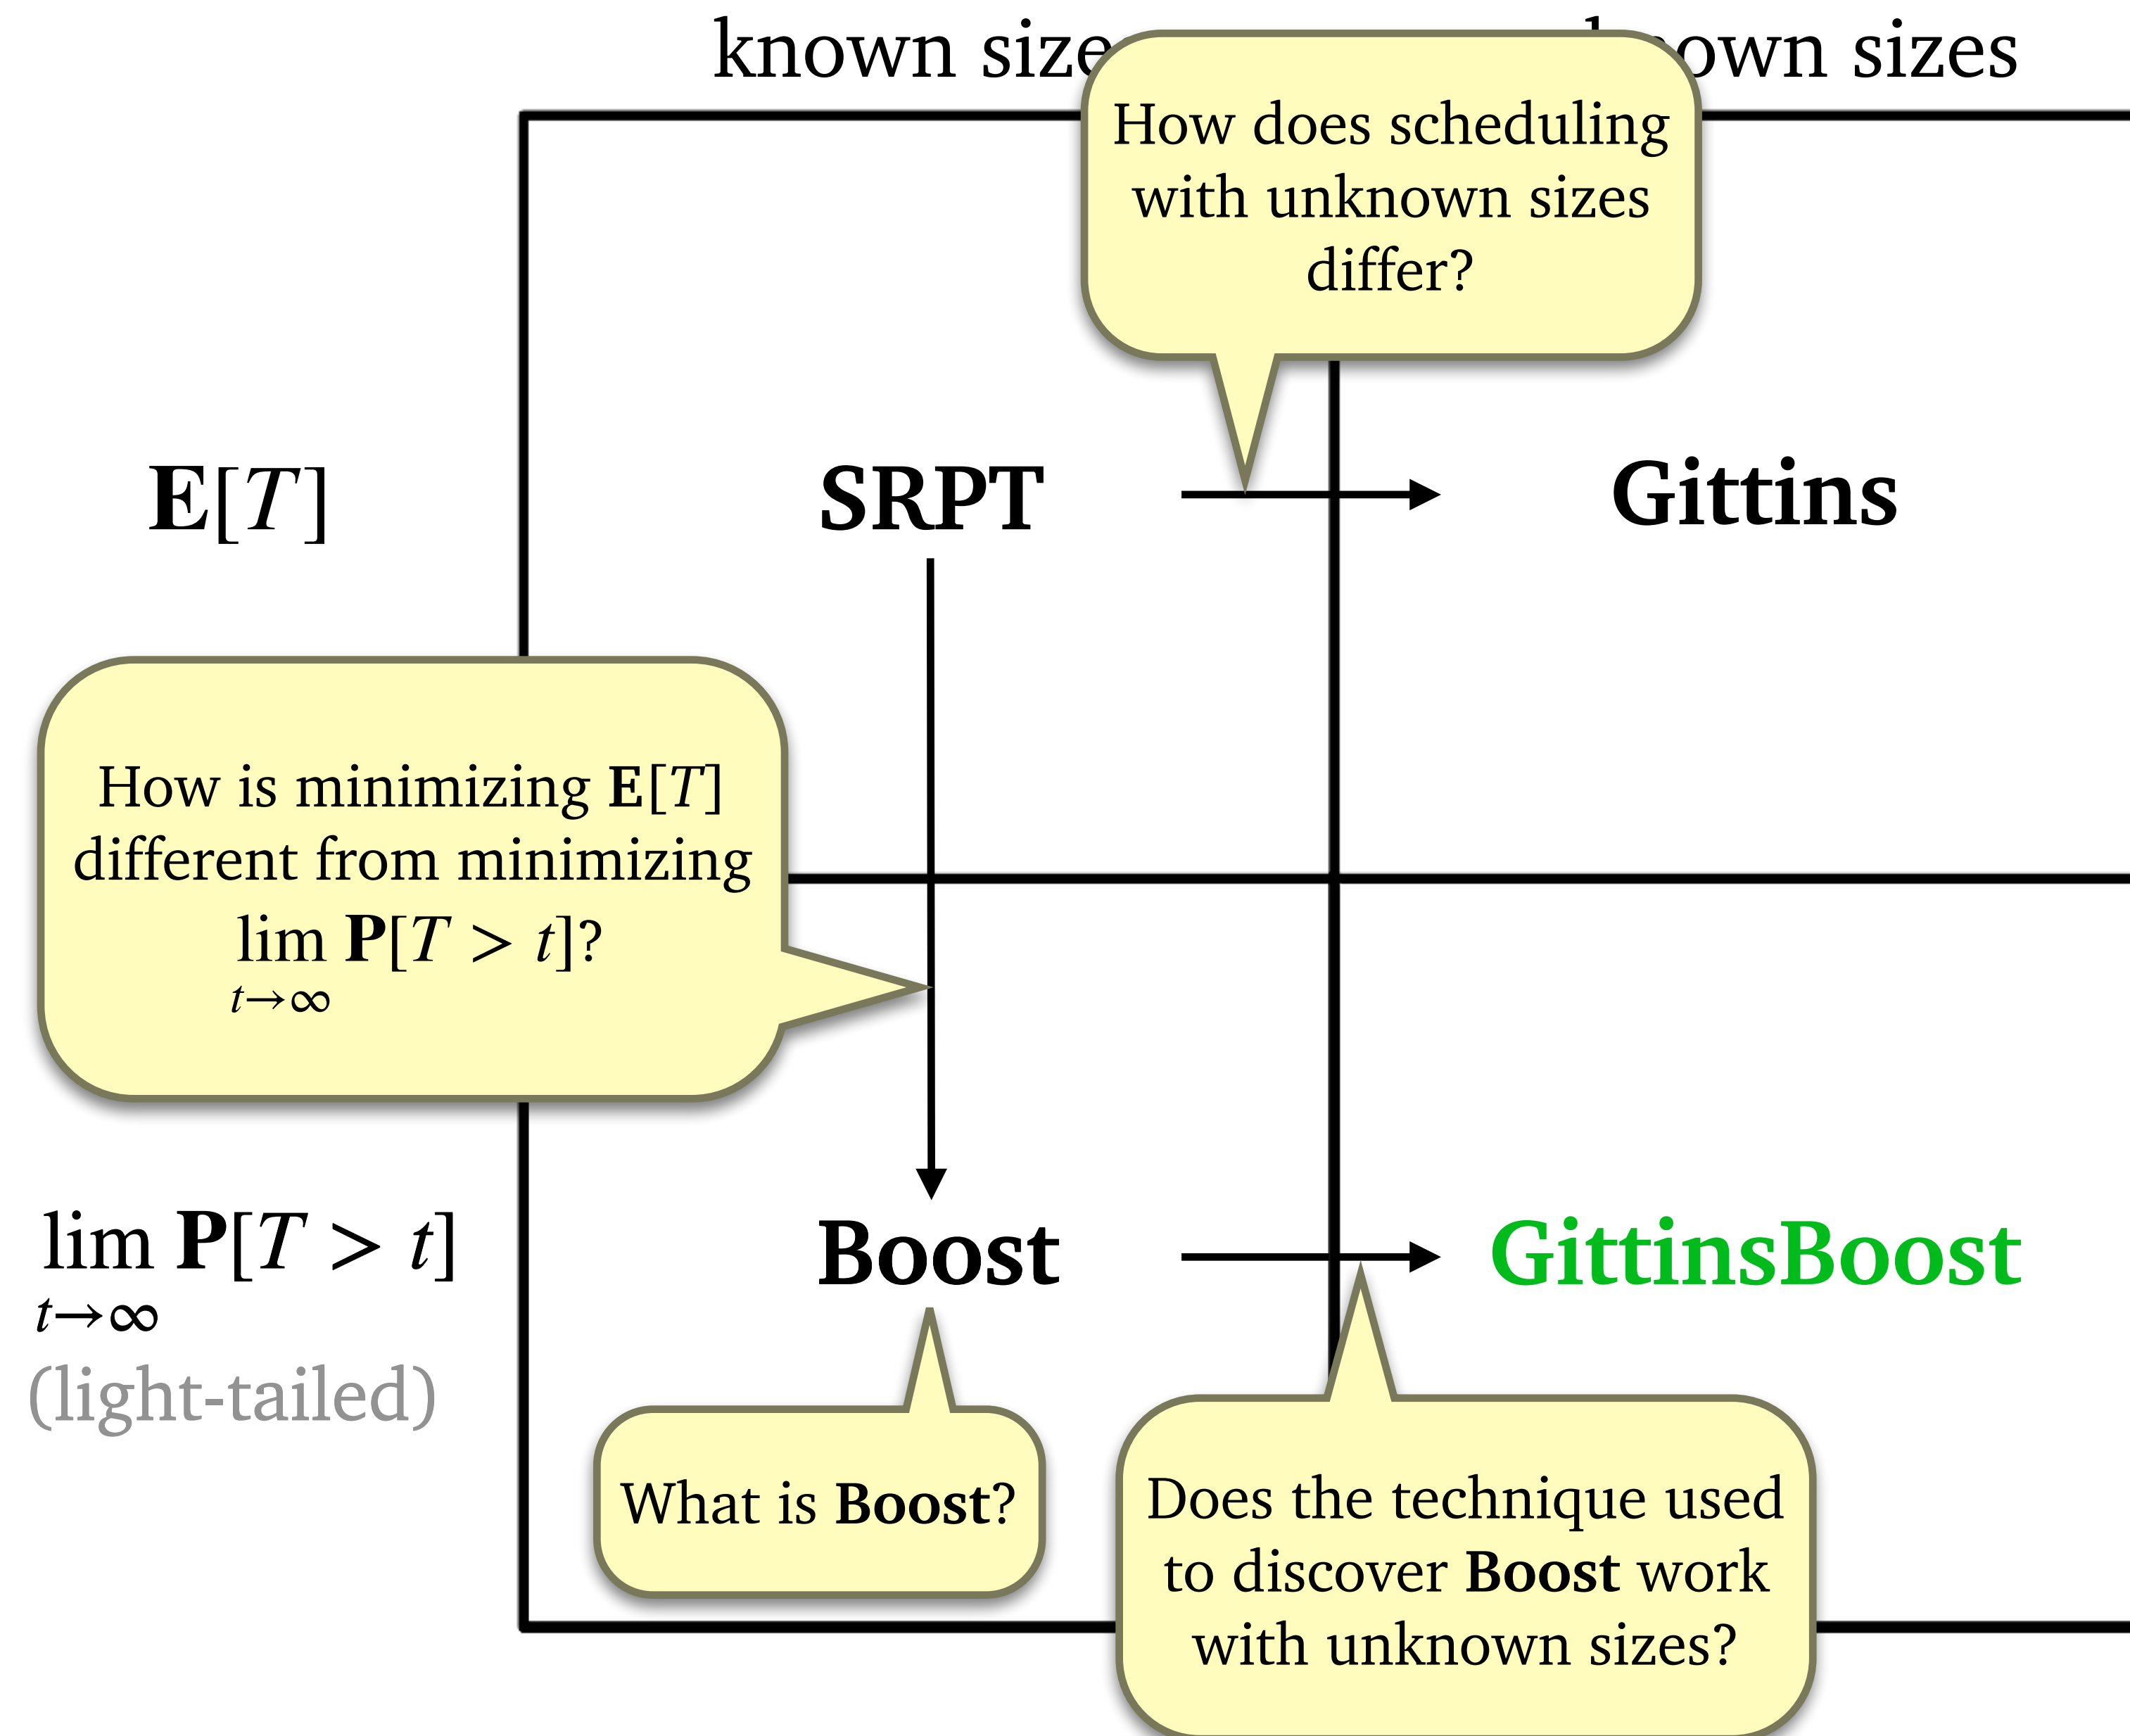 known size
own sizes
How does scheduling
with unknown sizes
differ?
E[T]
SRPT
Gittins
How is minimizing E[T]
different from minimizing
lim P[T > t]?
t→∞
lim P[T > t]
t→∞
(light-tailed)
Boost
GittinsBoost
What is Boost?
Does the technique used
to discover Boost work
with unknown sizes?